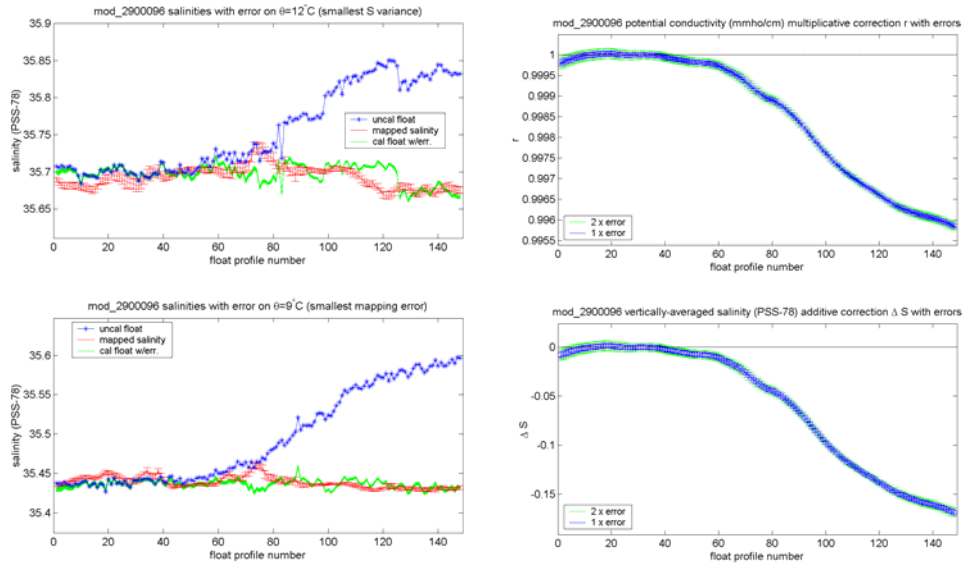 mod_2900096 salinities with error on θ=12°C (smallest S variance)
35.9
35.85
35.8
35.75
35.7
35.65
salinity (PSS-78)
uncal float
mapped salinity
cal float w/err.
0
20
40
60
80
100
120
140
float profile number
mod_2900096 potential conductivity (mmho/cm) multiplicative correction r with errors
1
0.9995
0.999
0.9985
0.998
0.9975
0.997
0.9965
0.996
0.9955
r
2 x error
1 x error
0
20
40
60
80
100
120
140
float profile number
mod_2900096 salinities with error on θ=9°C (smallest mapping error)
uncal float
mapped salinity
cal float w/err.
35.6
35.5
35.45
35.4
salinity (PSS-78)
0
20
40
60
80
100
120
140
float profile number
mod_2900096 vertically-averaged salinity (PSS-78) additive correction Δ S with errors
0
-0.05
-0.1
-0.15
Δ S
2 x error
1 x error
0
20
40
60
80
100
120
140
float profile number